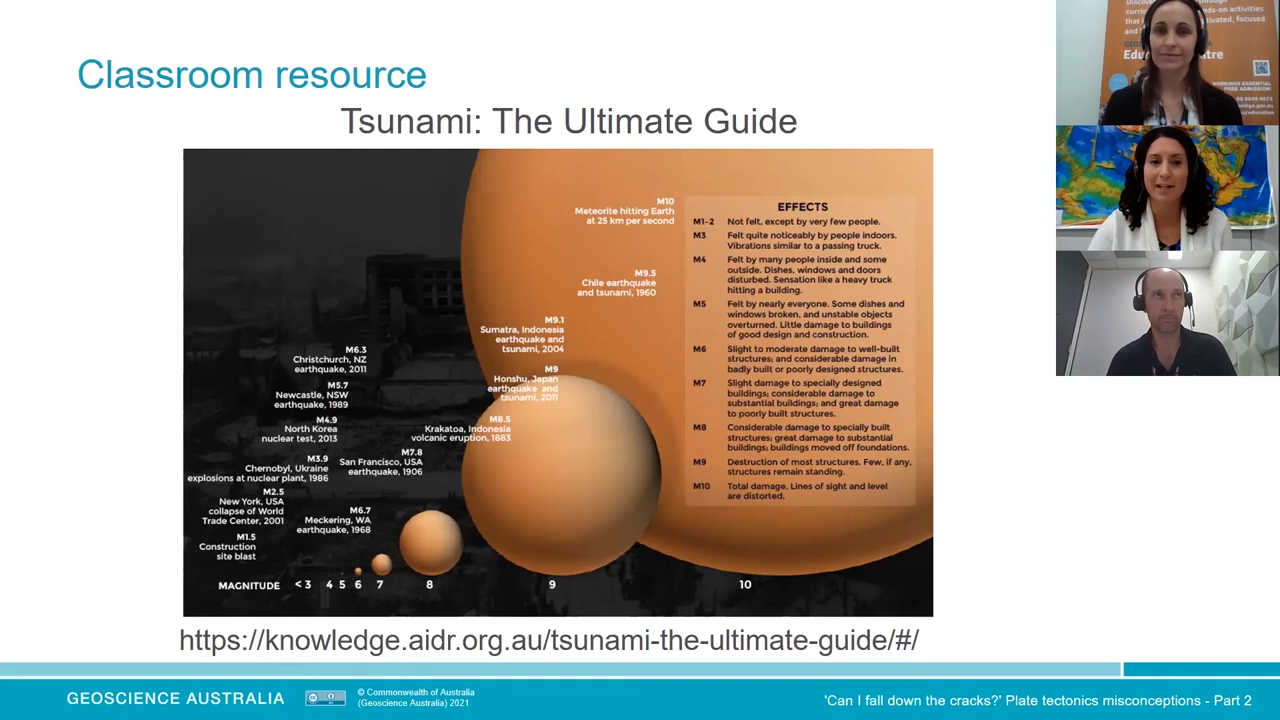 Classroom resource
Tsunami: The Ultimate Guide
M10
Meteorite hitting Earth
at 25 km per second
M9.5
Chile earthquake
and tsunami, 1960
M9.1
Sumatra, Indonesia
earthquake and
tsunami, 2004
M9
Honshu, Japan
earthquake and
tsunami, 2011
M8.5
Krakatoa, Indonesia
volcanic eruption, 1883
M7.8
San Francisco, USA
earthquake, 1906
M6.7
Meckering, WA
earthquake, 1968
M6.3
Christchurch, NZ
earthquake, 2011
M5.7
Newcastle, NSW
earthquake, 1989
M4.9
North Korea
nuclear test, 2013
M3.9
Chernobyl, Ukraine
explosions at nuclear plant, 1986
M2.5
New York, USA
collapse of World
Trade Center, 2001
M1.5
Construction
site blast
MAGNITUDE < 3 4 5 6 7 8 9 10
EFFECTS
M1-2 Not felt, except by very few people.
M3 Felt quite noticeably by people indoors.
Vibrations similar to a passing truck.
M4 Felt by many people inside and some
outside. Dishes, windows and doors
disturbed. Sensation like a heavy truck
hitting a building.
M5 Felt by nearly everyone. Some dishes and
windows broken, and unstable objects
overturned. Little damage to buildings
of good design and construction.
M6 Slight to moderate damage to well-built
structures; and considerable damage in
badly built or poorly designed structures.
M7 Slight damage to specially designed
buildings; considerable damage to
substantial buildings; and great damage
to poorly built structures.
M8 Considerable damage to specially built
structures; great damage to substantial
buildings; buildings moved off foundations.
M9 Destruction of most structures. Few, if any,
structures remain standing.
M10 Total damage. Lines of sight and level
are distorted.
https://knowledge.aidr.org.au/tsunami-the-ultimate-guide/#/
GEOSCIENCE AUSTRALIA
© Commonwealth of Australia
(Geoscience Australia) 2021
'Can I fall down the cracks?' Plate tectonics misconceptions - Part 2